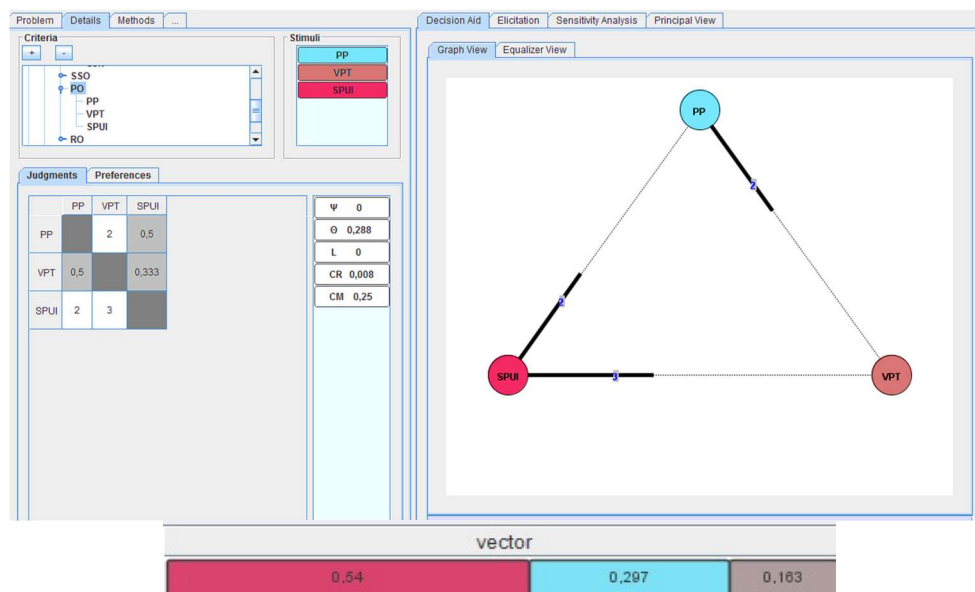 Problem Details Methods ...
Decision Aid Elicitation Sensitivity Analysis Principal View
Criteria
Stimuli
+ -
Graph View Equalizer View
SSO
PO
PP
VPT
SPUI
RO
PP
VPT
SPUI
Judgments Preferences
PP VPT SPUI
PP 2 0,5
VPT 0,5 0,333
SPUI 2 3
Ψ 0
Θ 0,288
L 0
CR 0,008
CM 0,25
PP
2
2
SPUI
3
VPT
vector
0,54 0,297 0,163